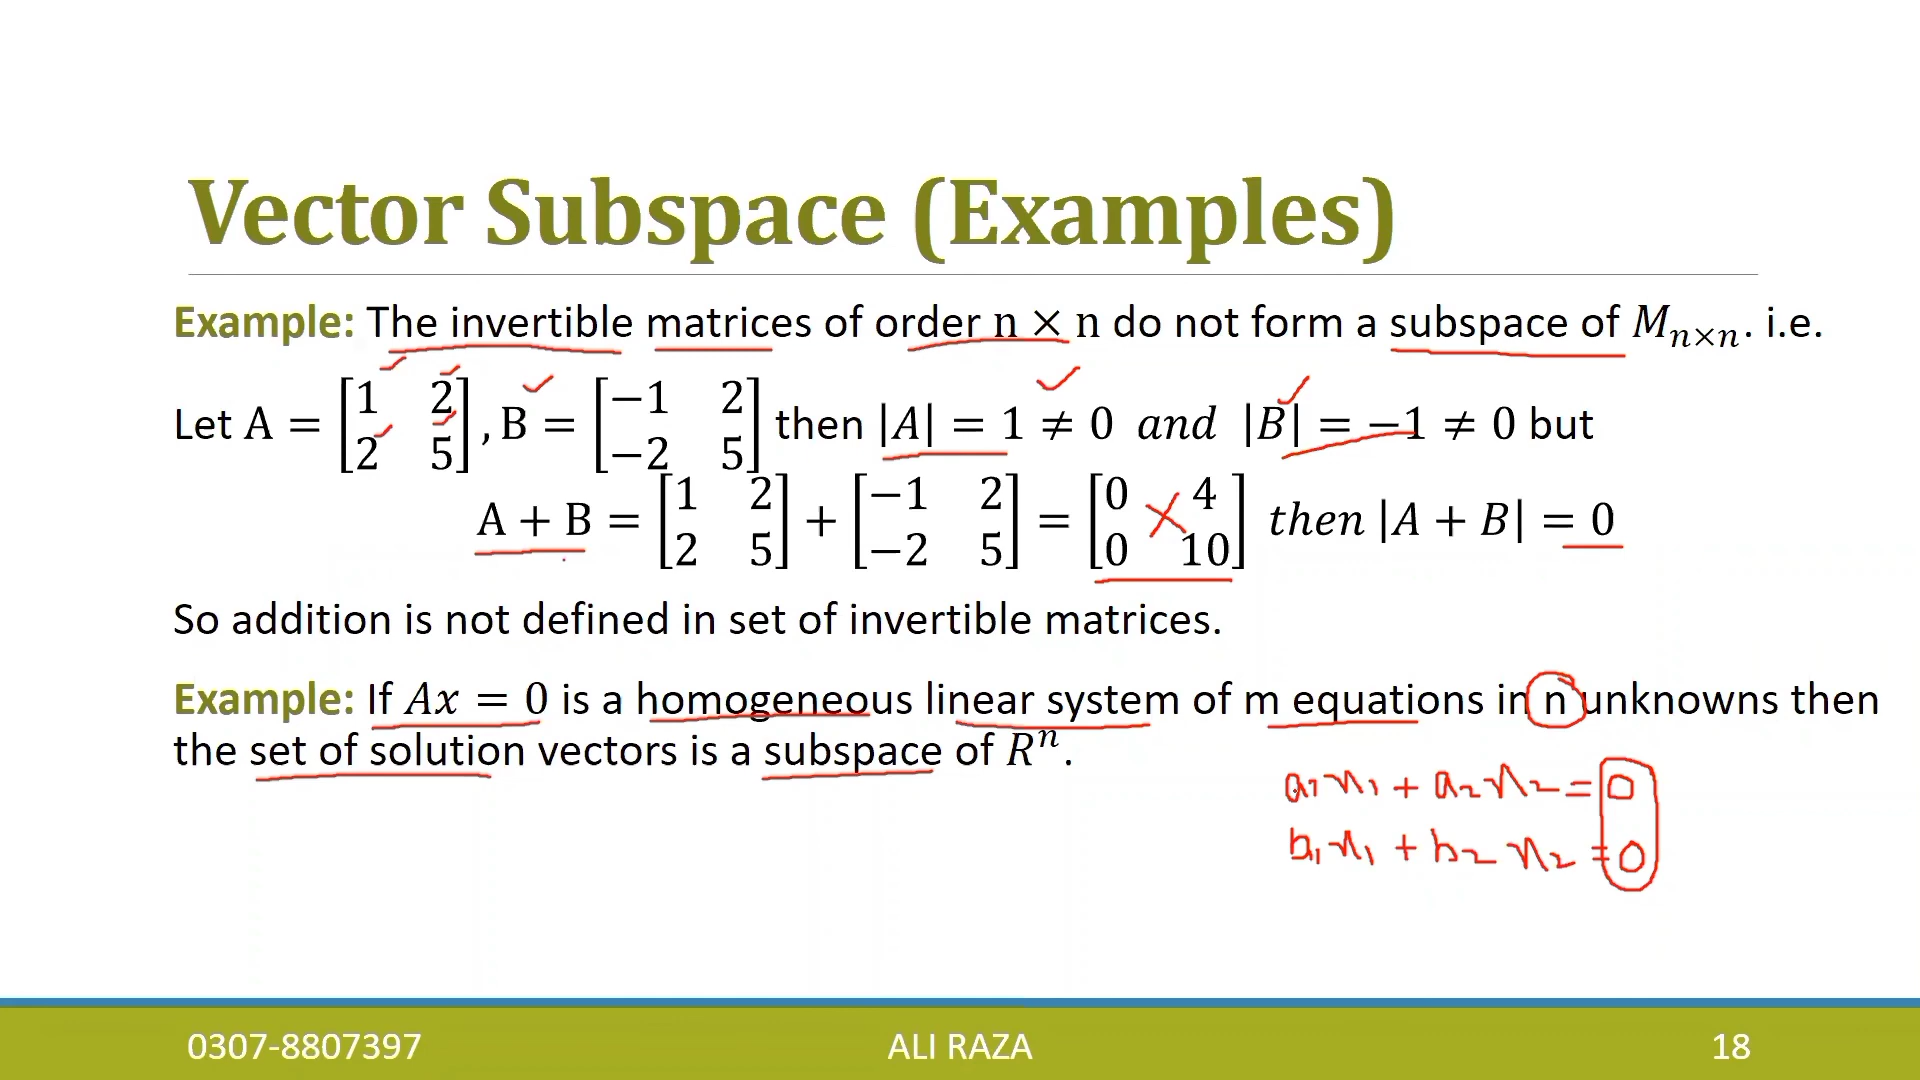 Vector Subspace (Examples)
Example: The invertible matrices of order n × n do not form a subspace of Mₙₓₙ. i.e.
Let A = [1 2; 2 5], B = [−1 2; −2 5] then |A| = 1 ≠ 0 and |B| = −1 ≠ 0 but
A + B = [1 2; 2 5] + [−1 2; −2 5] = [0 4; 0 10] then |A + B| = 0
So addition is not defined in set of invertible matrices.
Example: If Ax = 0 is a homogeneous linear system of m equations in n unknowns then
the set of solution vectors is a subspace of Rⁿ.
a₁x₁ + a₂x₂ = 0
b₁x₁ + b₂x₂ = 0
0307-8807397 ALI RAZA 18